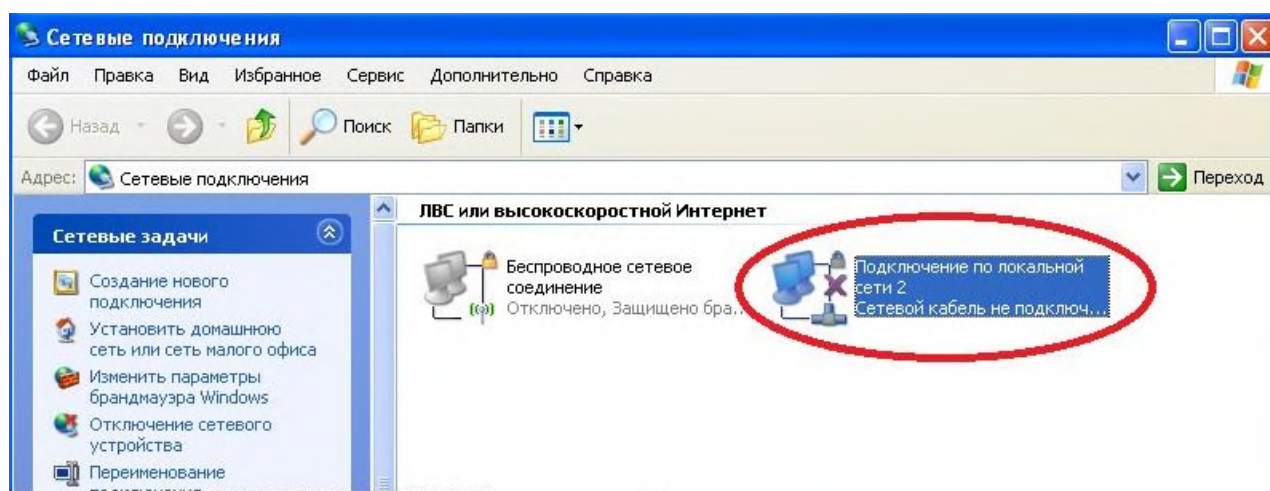 Сетевые подключения
Файл Правка Вид Избранное Сервис Дополнительно Справка
Назад Поиск Папки
Адрес: Сетевые подключения Переход
Сетевые задачи
Создание нового
подключения
Установить домашнюю
сеть или сеть малого офиса
Изменить параметры
брандмауэра Windows
Отключение сетевого
устройства
Переименование
ЛВС или высокоскоростной Интернет
Беспроводное сетевое
соединение
Отключено, Защищено бра...
Подключение по локальной
сети 2
Сетевой кабель не подключ...